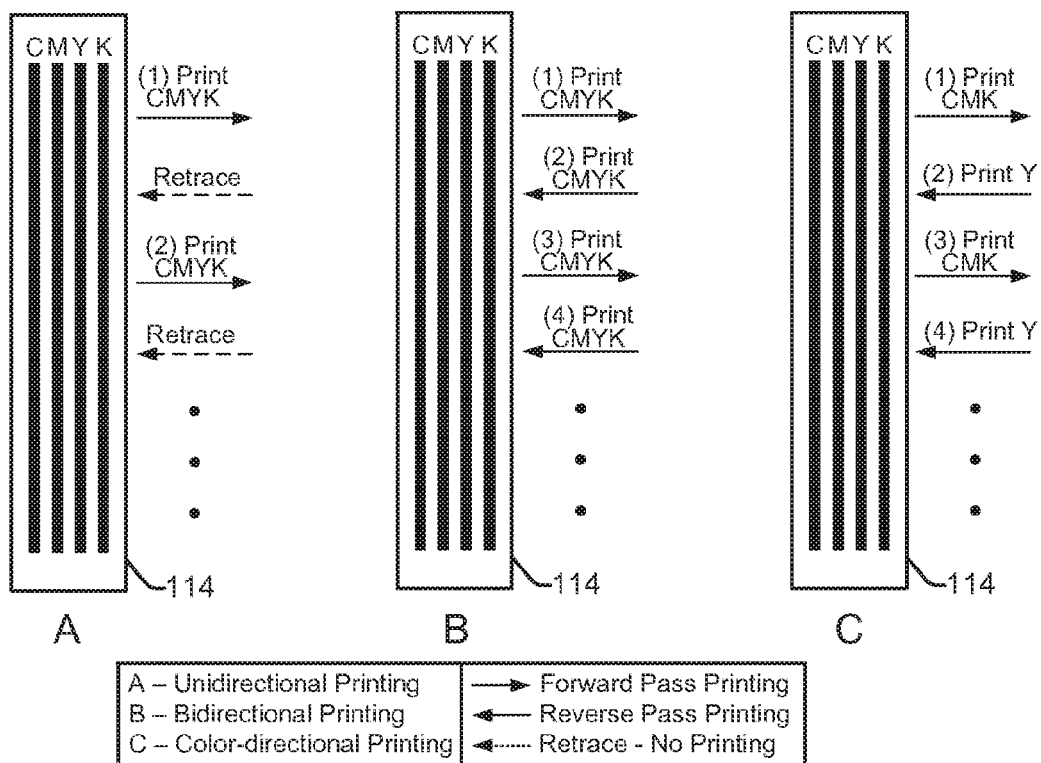 CMYK
(1) Print
CMYK
Retrace
(2) Print
CMYK
Retrace
114
A
CMYK
(1) Print
CMYK
(2) Print
CMYK
(3) Print
CMYK
(4) Print
CMYK
114
B
CMYK
(1) Print
CMK
(2) Print Y
(3) Print
CMK
(4) Print Y
114
C
A – Unidirectional Printing
B – Bidirectional Printing
C – Color-directional Printing
Forward Pass Printing
Reverse Pass Printing
Retrace - No Printing